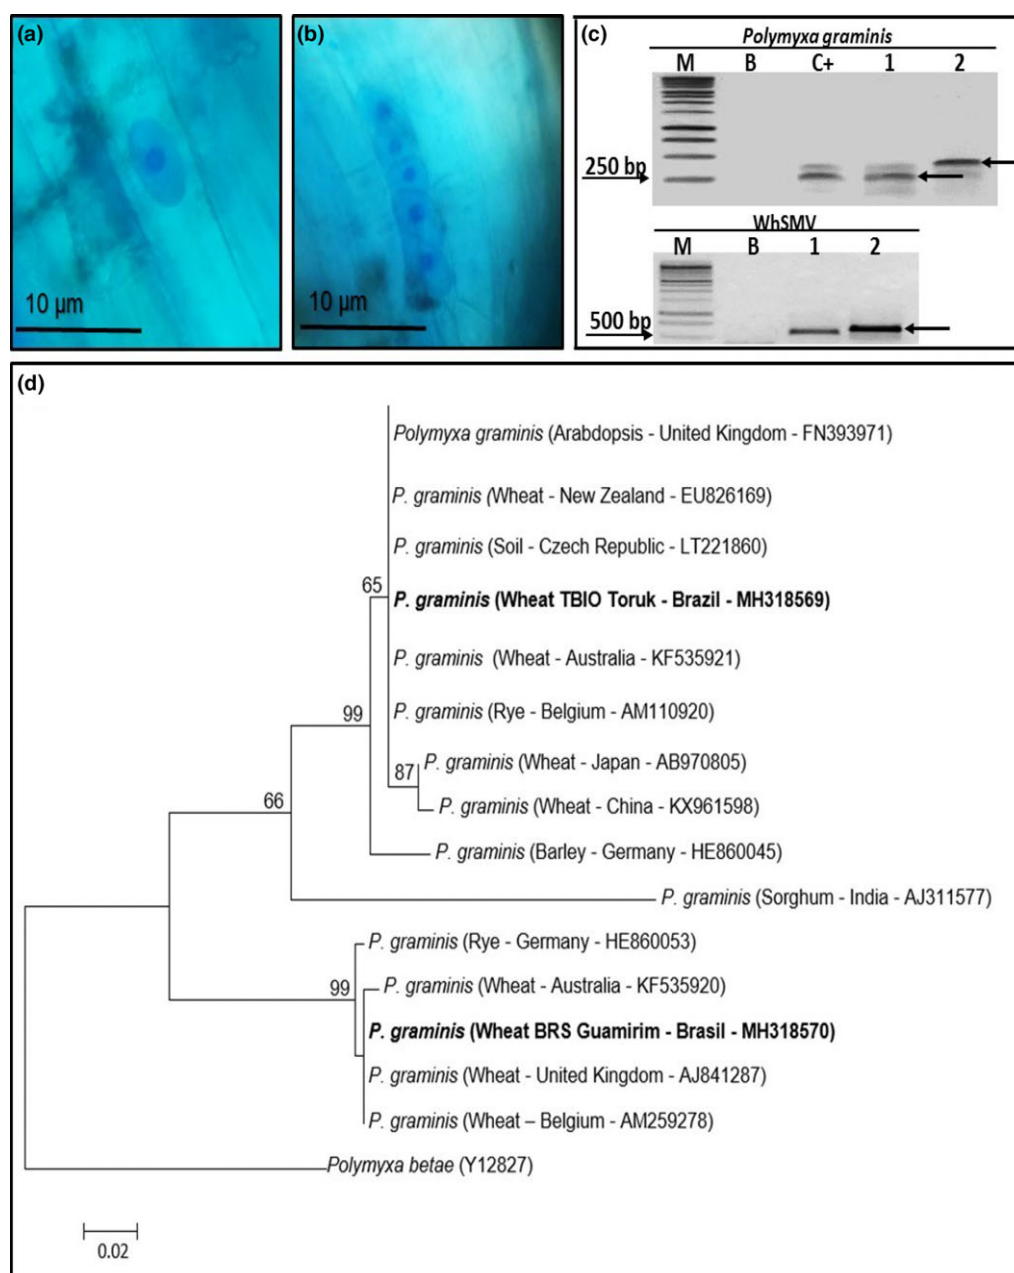 (a)
10 µm
(b)
10 µm
(c)
Polymyxa graminis
M B C+ 1 2
250 bp
WhSMV
M B 1 2
500 bp
(d)
Polymyxa graminis (Arabdopsis - United Kingdom - FN393971)
P. graminis (Wheat - New Zealand - EU826169)
P. graminis (Soil - Czech Republic - LT221860)
65
P. graminis (Wheat TBIO Toruk - Brazil - MH318569)
P. graminis (Wheat - Australia - KF535921)
99
P. graminis (Rye - Belgium - AM110920)
87
P. graminis (Wheat - Japan - AB970805)
66
P. graminis (Wheat - China - KX961598)
P. graminis (Barley - Germany - HE860045)
P. graminis (Sorghum - India - AJ311577)
P. graminis (Rye - Germany - HE860053)
99
P. graminis (Wheat - Australia - KF535920)
P. graminis (Wheat BRS Guamirim - Brasil - MH318570)
P. graminis (Wheat - United Kingdom - AJ841287)
P. graminis (Wheat – Belgium - AM259278)
Polymyxa betae (Y12827)
0.02